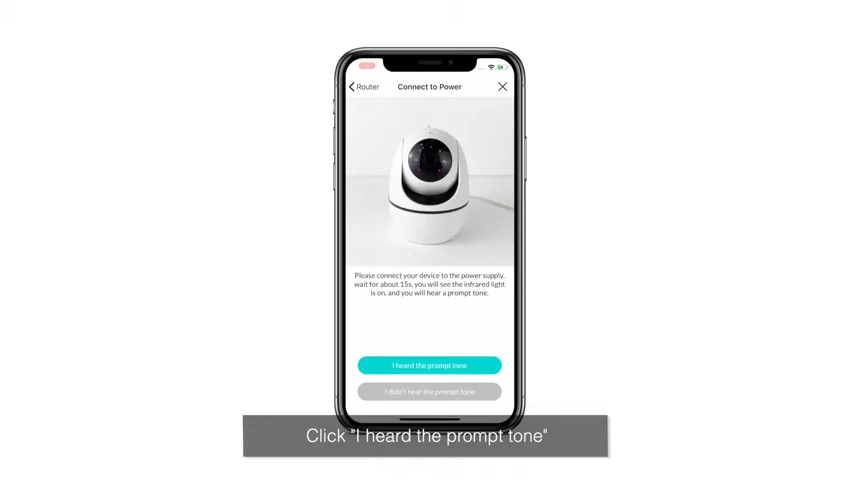 Router
Connect to Power
Please connect your device to the power supply,
wait for about 15s, you will see the infrared light
is on, and you will hear a prompt tone.
I heard the prompt tone
I didn't hear the prompt tone
Click "I heard the prompt tone"